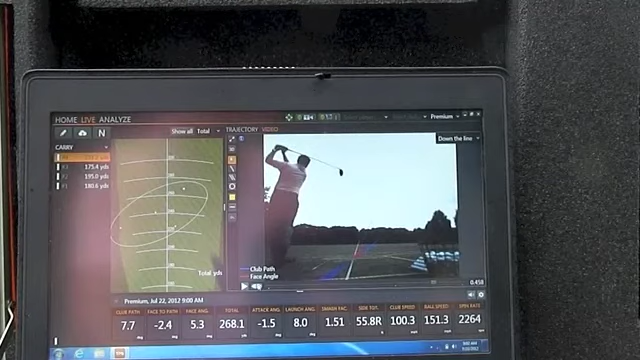 HOME LIVE ANALYZE
Premium
N
Show all Total
TRAJECTORY VIDEO
Down the line
CARRY
175.4 yds
195.0 yds
180.6 yds
Total yds
Club Path
Face Angle
0.458
Premium, Jul 22, 2012 9:00 AM
CLUB PATH FACE TO PATH FACE ANG. TOTAL ATTACK ANG. LAUNCH ANG. SMASH FAC. SIDE TOT. CLUB SPEED BALL SPEED SPIN RATE
7.7 -2.4 5.3 268.1 -1.5 8.0 1.51 55.8R 100.3 151.3 2264